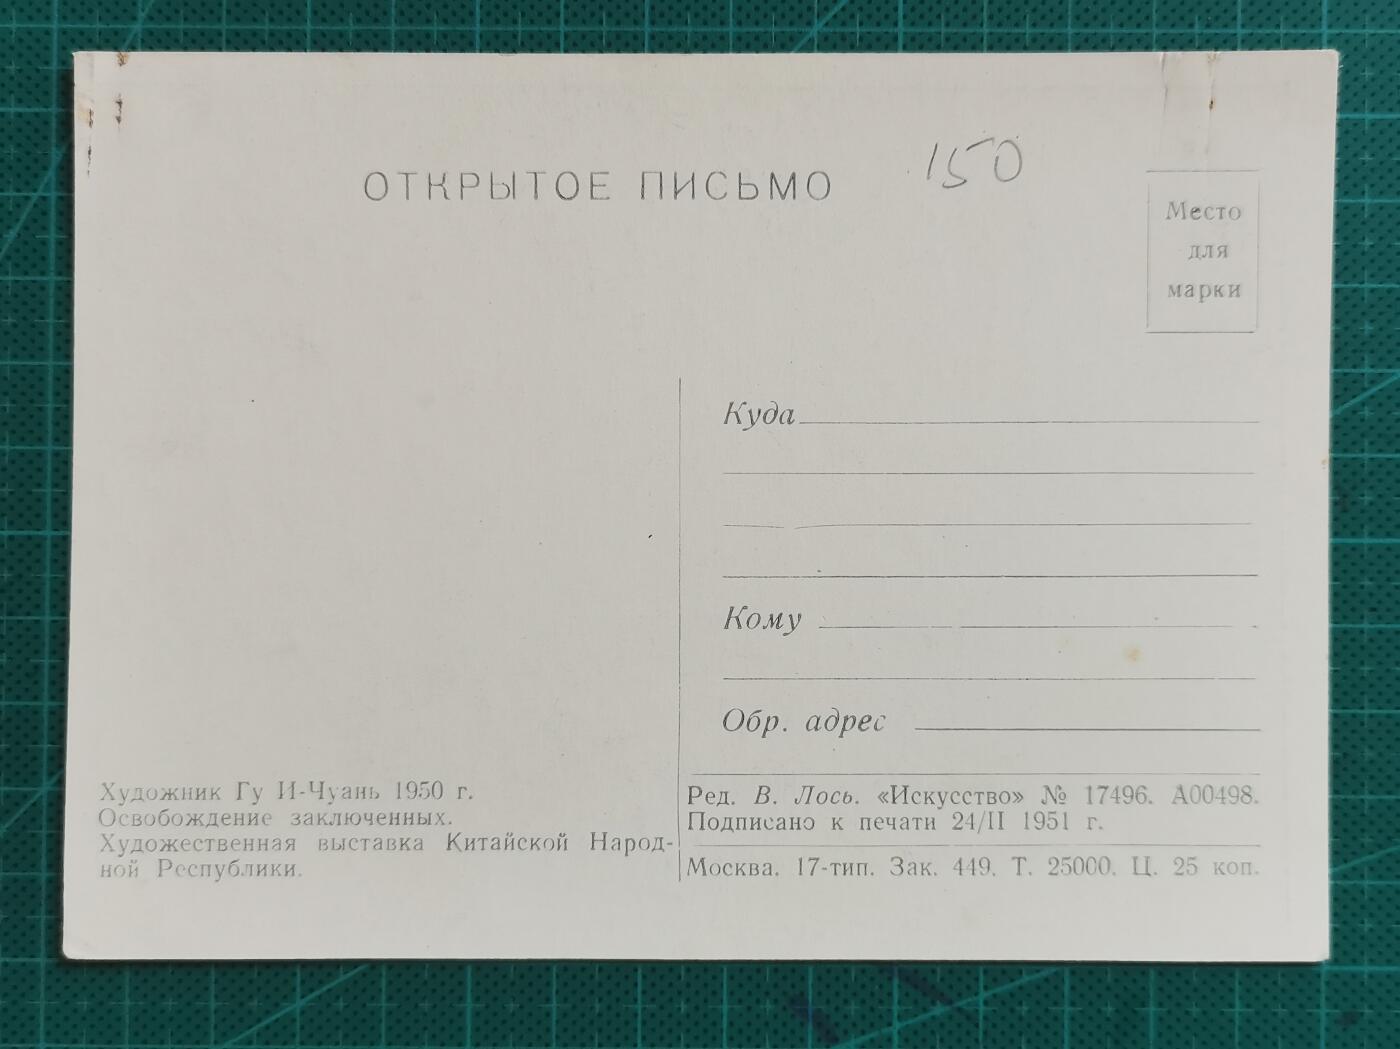 ОТКРЫТОЕ ПИСЬМО
150
Место
для
марки
Куда
Кому
Обр. адрес
Художник Гу И-Чуань 1950 г.
Освобождение заключенных.
Художественная выставка Китайской Народ-
ной Республики.
Ред. В. Лось. «Искусство» № 17496. А00498.
Подписано к печати 24/II 1951 г.
Москва. 17-тип. Зак. 449. Т. 25000. Ц. 25 коп.